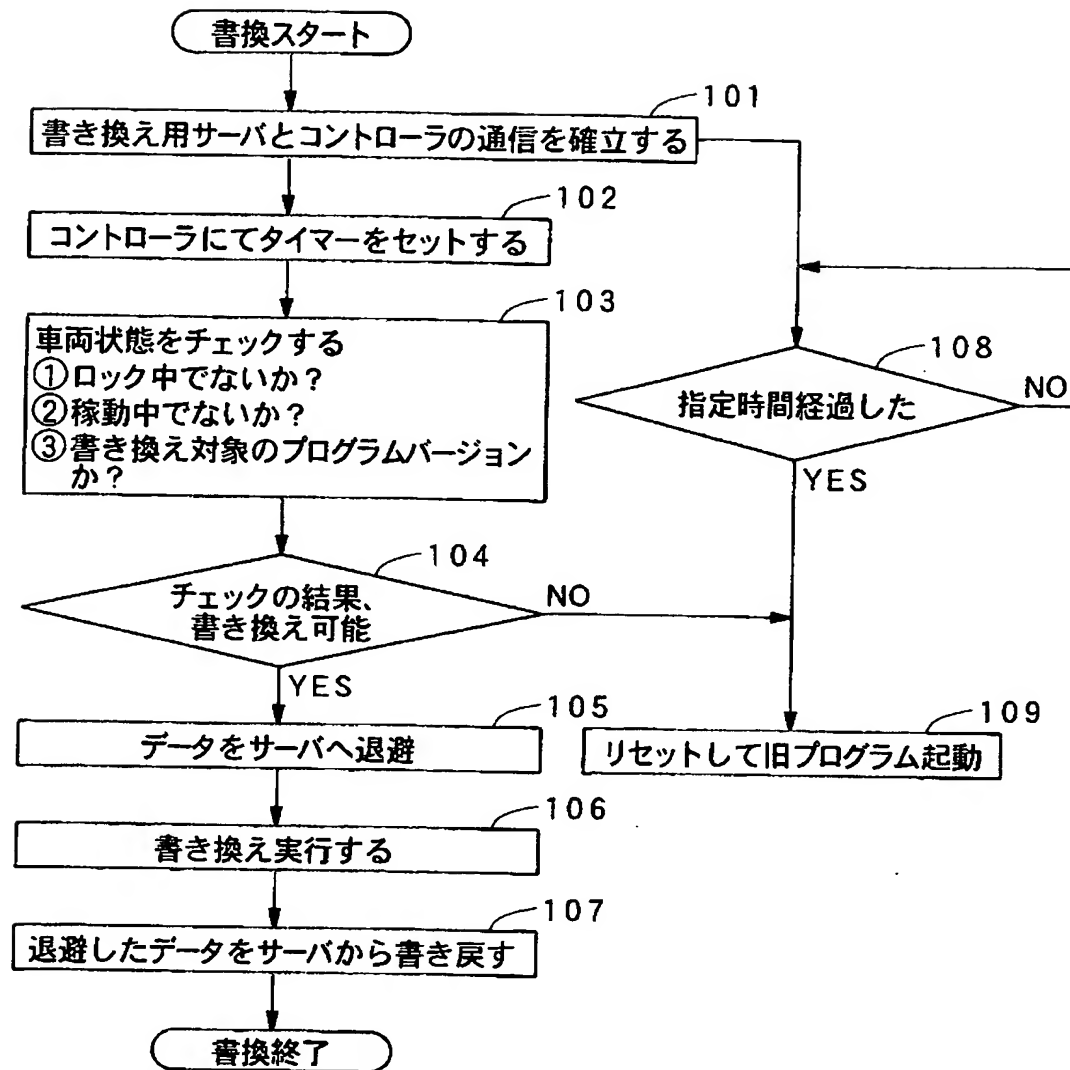 書換スタート
101
書き換え用サーバとコントローラの通信を確立する
102
コントローラにてタイマーをセットする
103
車両状態をチェックする
①ロック中でないか？
②稼動中でないか？
③書き換え対象のプログラムバージョン
か？
104
チェックの結果、
書き換え可能
NO
YES
105
データをサーバへ退避
106
書き換え実行する
107
退避したデータをサーバから書き戻す
書換終了
108
指定時間経過した
NO
YES
109
リセットして旧プログラム起動